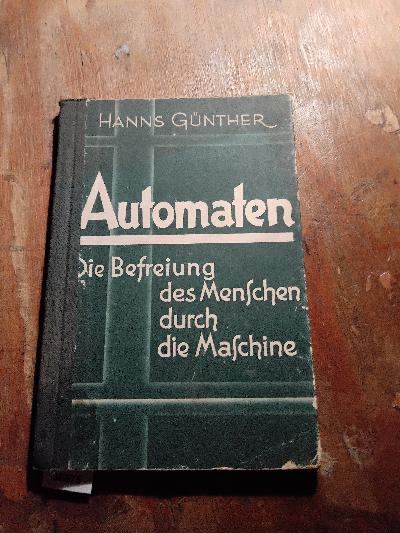 HANNS GÜNTHER
Automaten
Die Befreiung
des Menſchen
durch
die Maſchine